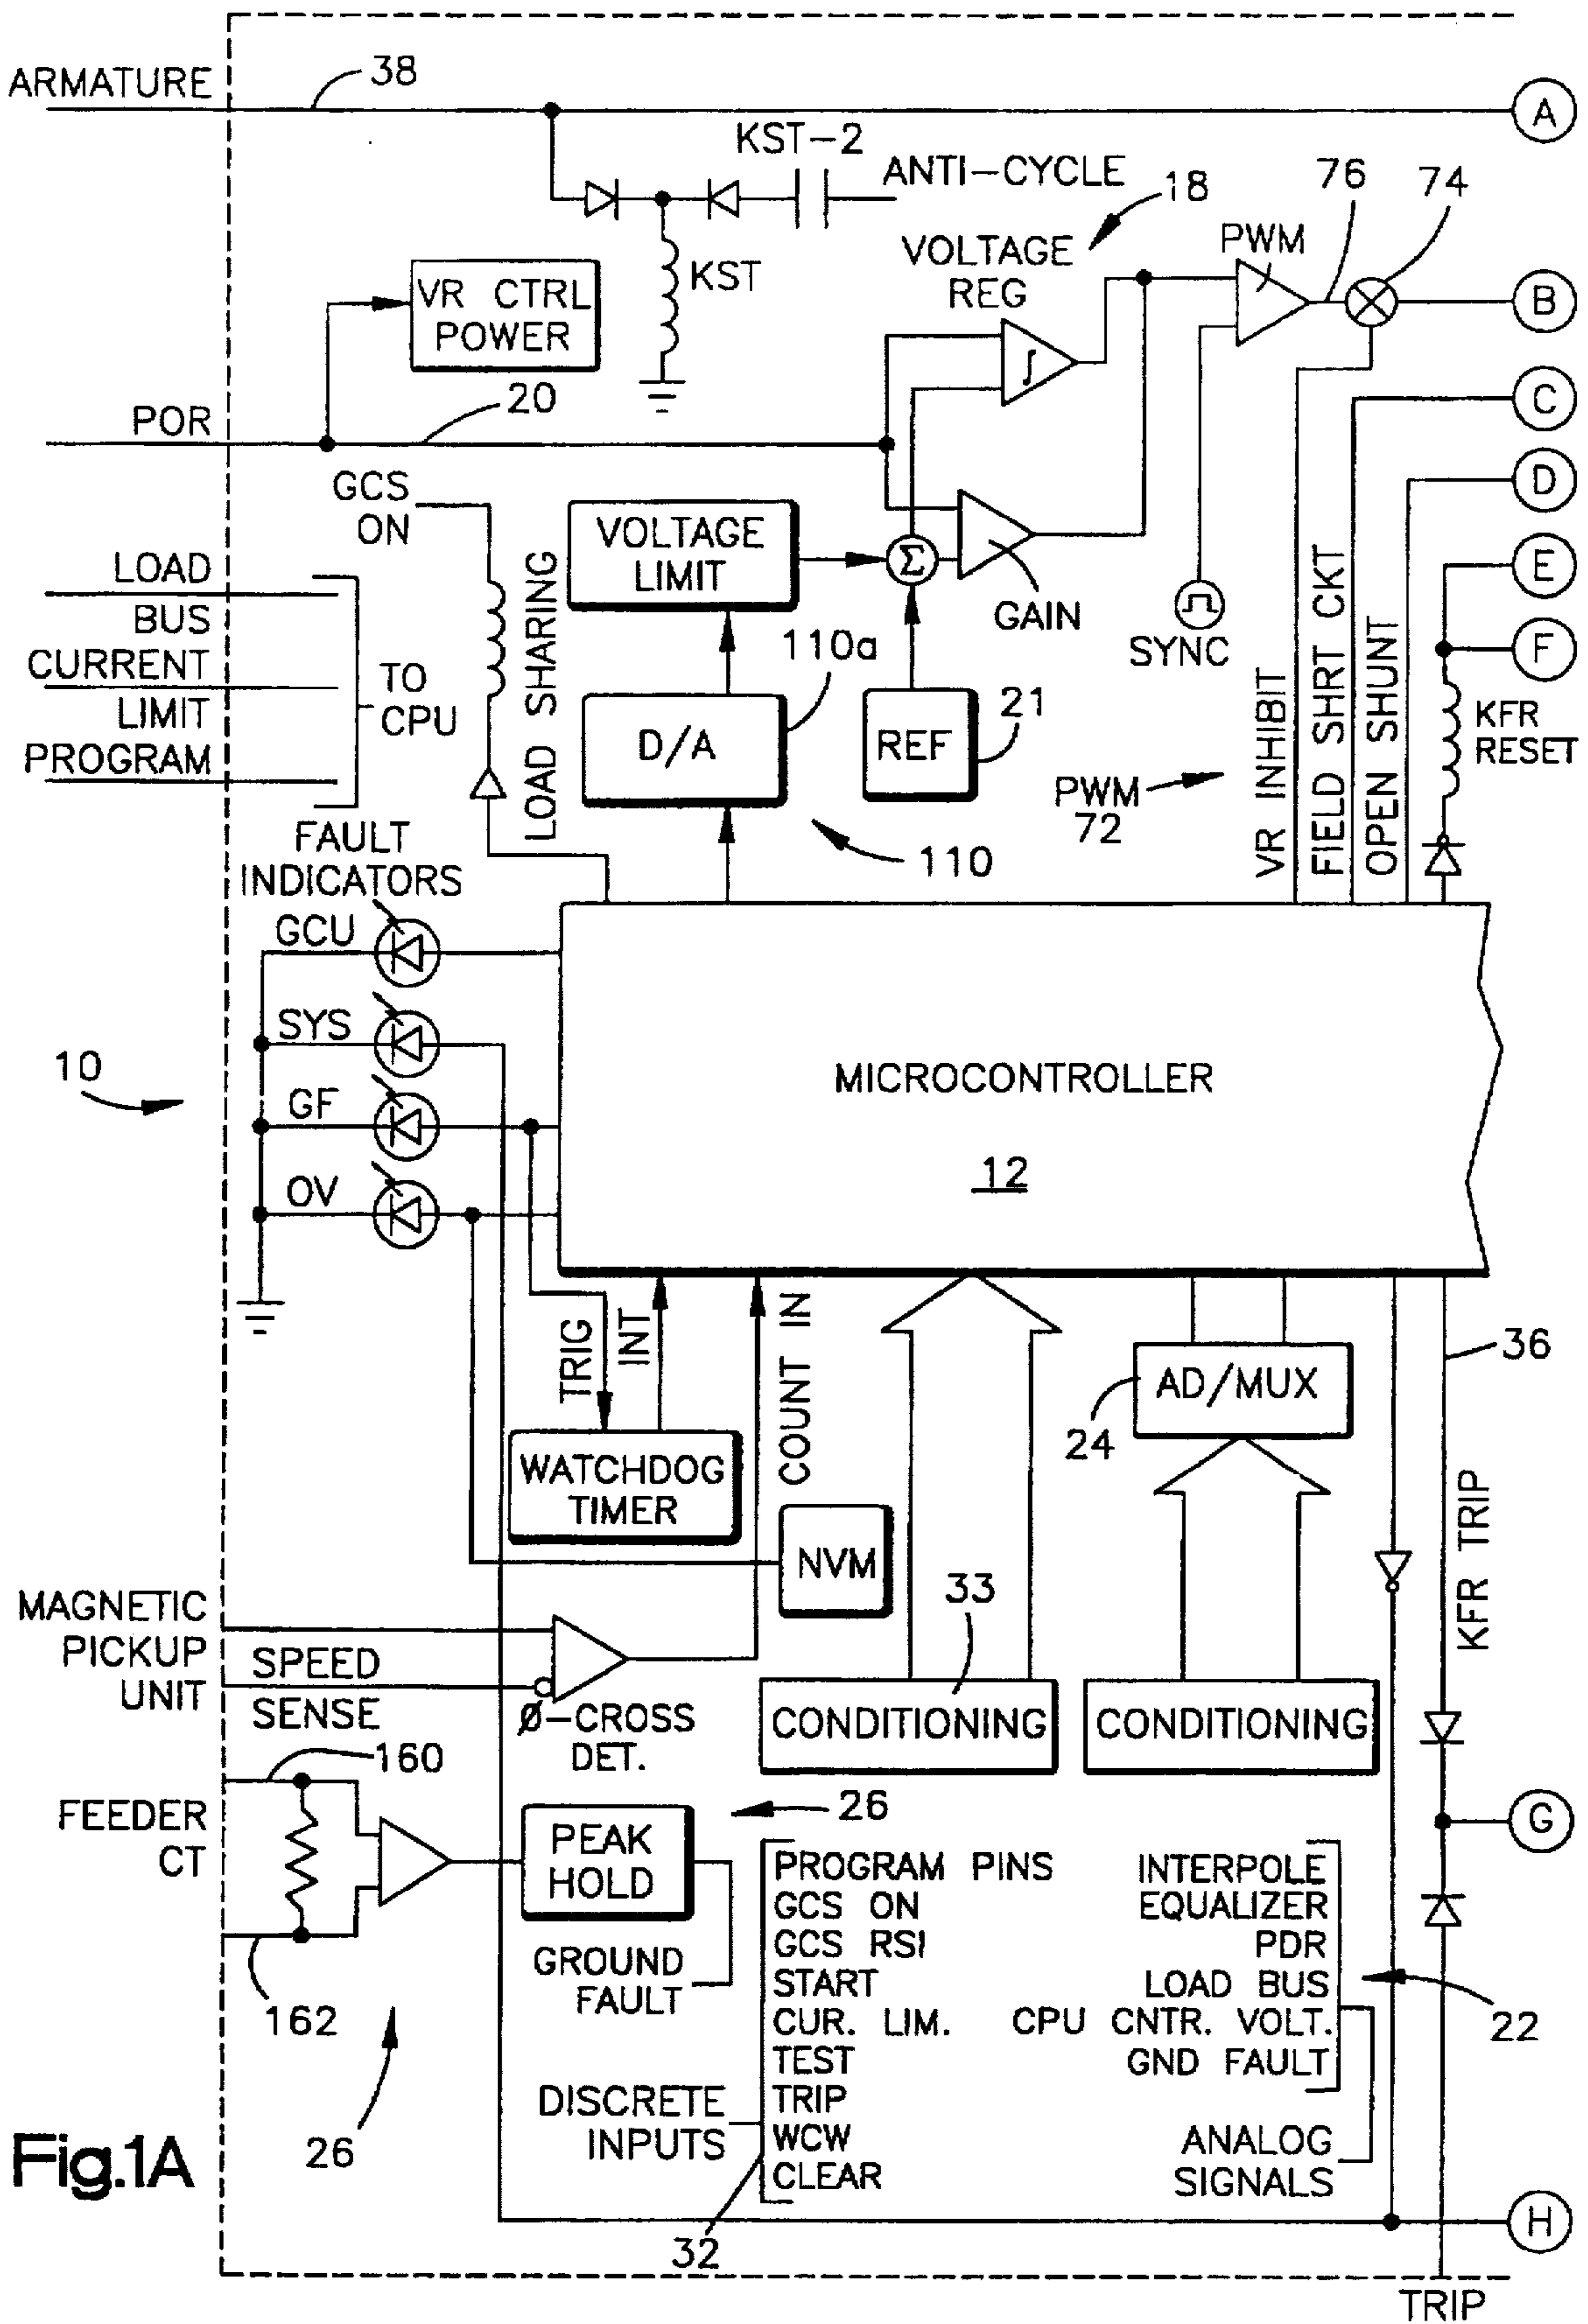 ARMATURE
38
A
KST-2
ANTI-CYCLE
18
76
74
VOLTAGE
REG
PWM
KST
VR CTRL
POWER
B
POR
20
C
GCS
ON
VOLTAGE
LIMIT
Σ
∫
GAIN
SYNC
D
LOAD
BUS
CURRENT
LIMIT
PROGRAM
TO
CPU
LOAD SHARING
E
F
110a
D/A
REF
21
110
PWM
72
VR INHIBIT
FIELD SHRT CKT
OPEN SHUNT
KFR
RESET
FAULT
INDICATORS
GCU
SYS
GF
OV
10
MICROCONTROLLER
12
TRIG
INT
COUNT IN
WATCHDOG
TIMER
NVM
AD/MUX
24
36
KFR TRIP
MAGNETIC
PICKUP
UNIT
SPEED
SENSE
Ø-CROSS
DET.
33
CONDITIONING
CONDITIONING
160
FEEDER
CT
162
26
PEAK
HOLD
26
GROUND
FAULT
G
PROGRAM PINS
GCS ON
GCS RSI
START
CUR. LIM.
TEST
TRIP
WCW
CLEAR
DISCRETE
INPUTS
32
INTERPOLE
EQUALIZER
PDR
LOAD BUS
CPU CNTR. VOLT.
GND FAULT
22
ANALOG
SIGNALS
H
TRIP
Fig.1A